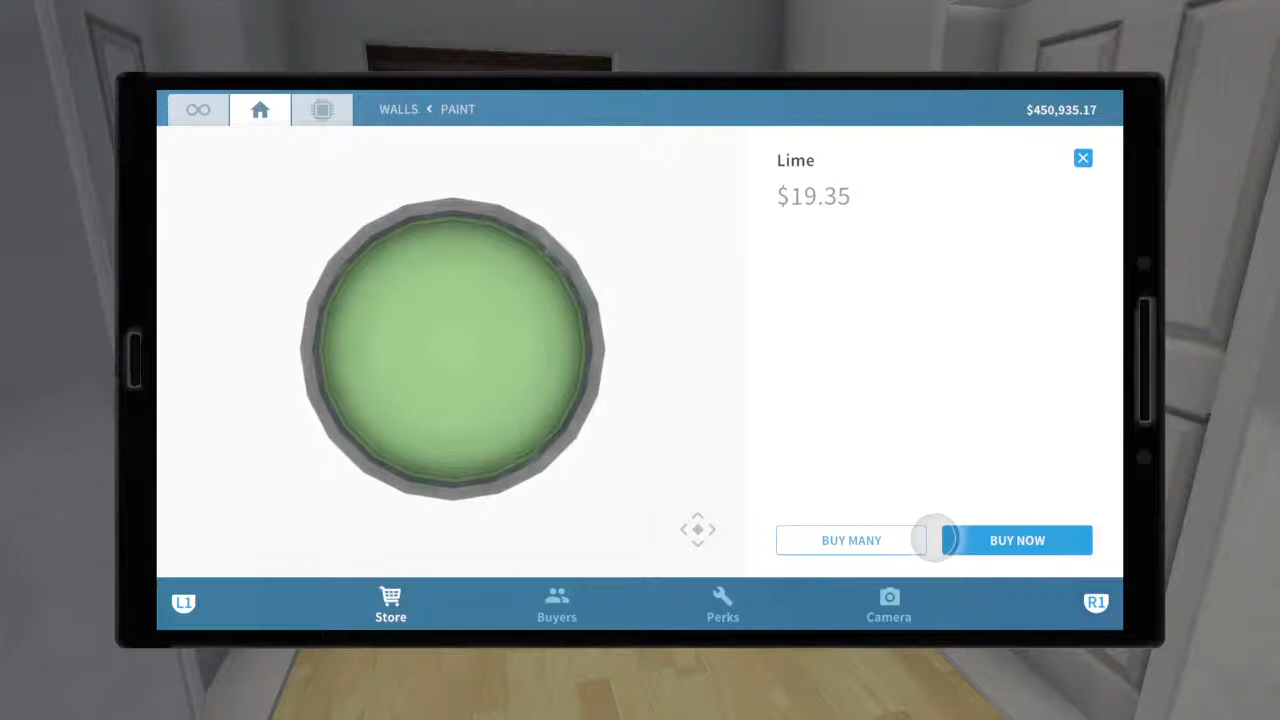 WALLS < PAINT
$450,935.17
Lime
$19.35
BUY MANY
BUY NOW
L1
Store
Buyers
Perks
Camera
R1